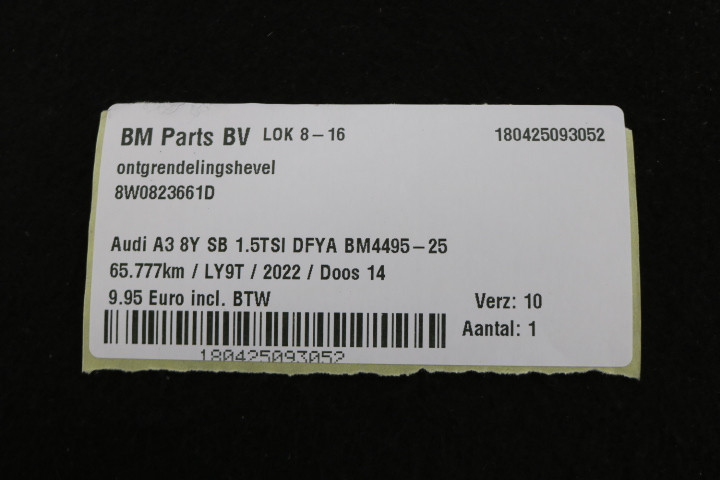 BM Parts BV LOK 8-16 180425093052
ontgrendelingshevel
8W0823661D
Audi A3 8Y SB 1.5TSI DFYA BM4495-25
65.777km / LY9T / 2022 / Doos 14
9.95 Euro incl. BTW Verz: 10
Aantal: 1
180425093052